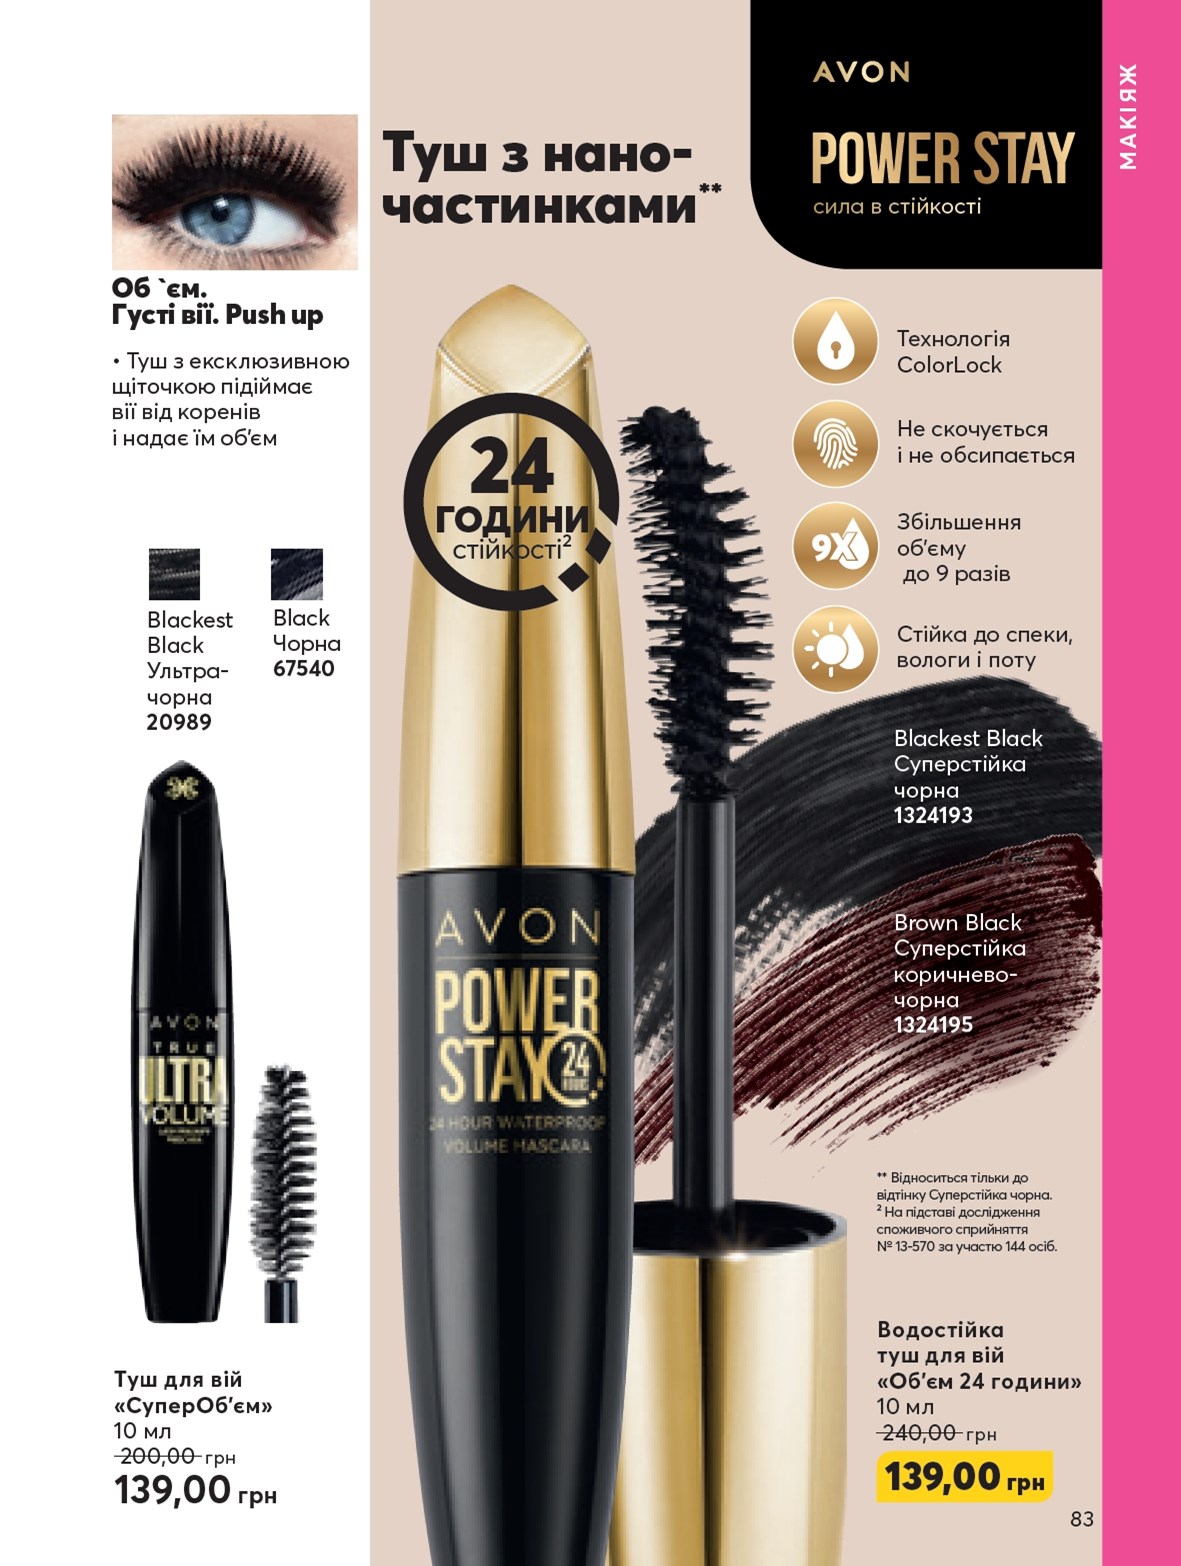 AVON
POWER STAY
сила в стійкості
МАКІЯЖ
Туш з нано-
частинками**
Об `єм.
Густі вії. Push up
• Туш з ексклюзивною
щіточкою підіймає
вії від коренів
і надає їм об’єм
Blackest
Black
Ультра-
чорна
20989
Black
Чорна
67540
AVON
TRUE
ULTRA
VOLUME
MASCARA
Туш для вій
«СуперОб’єм»
10 мл
200,00 грн
139,00 грн
24
ГОДИНИ
стійкості²
AVON
POWER
STAY
24
HOURS
24 HOUR WATERPROOF
VOLUME MASCARA
Технологія
ColorLock
Не скочується
і не обсипається
9X
Збільшення
об’єму
до 9 разів
Стійка до спеки,
вологи і поту
Blackest Black
Суперстійка
чорна
1324193
Brown Black
Суперстійка
коричнево-
чорна
1324195
** Відноситься тільки до
відтінку Суперстійка чорна.
² На підставі дослідження
споживчого сприйняття
№ 13-570 за участю 144 осіб.
Водостійка
туш для вій
«Об’єм 24 години»
10 мл
240,00 грн
139,00 грн
83